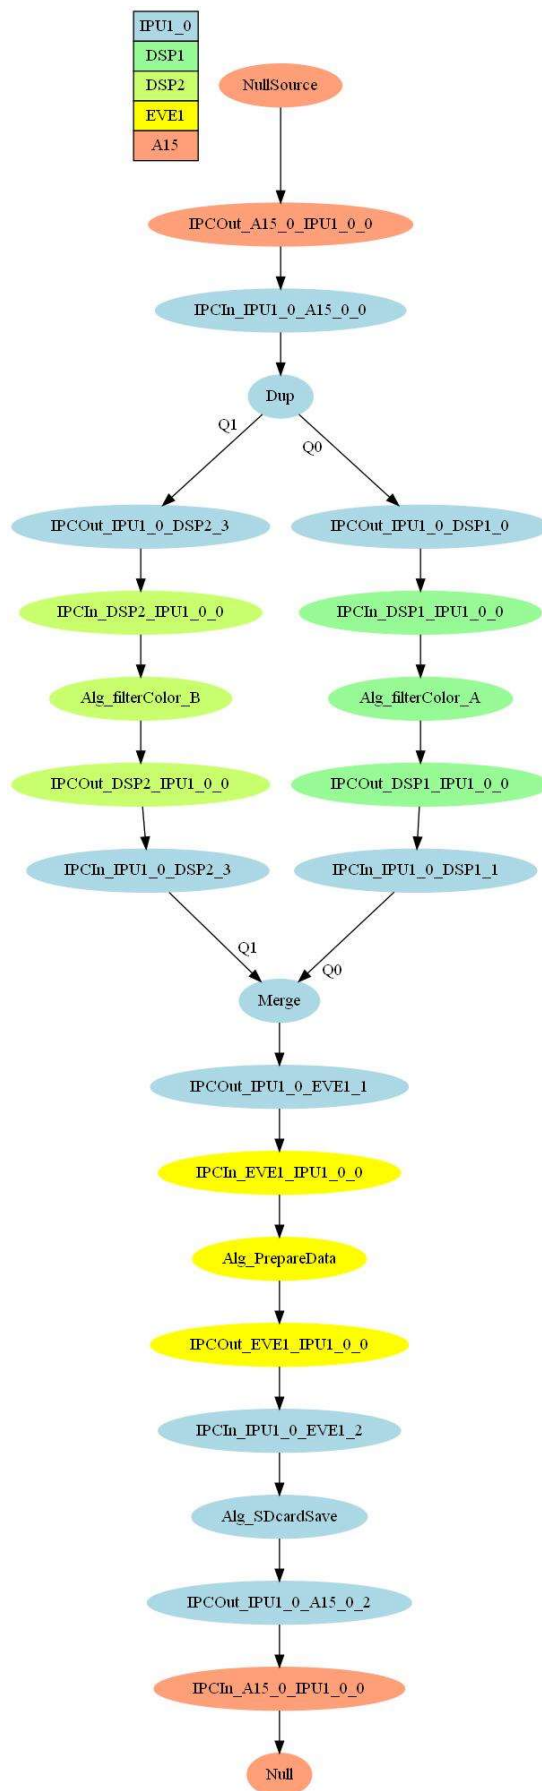 IPU1_0
DSP1
DSP2
EVE1
A15
NullSource
IPCOut_A15_0_IPU1_0_0
IPCIn_IPU1_0_A15_0_0
Dup
Q1
Q0
IPCOut_IPU1_0_DSP2_3
IPCOut_IPU1_0_DSP1_0
IPCIn_DSP2_IPU1_0_0
IPCIn_DSP1_IPU1_0_0
Alg_filterColor_B
Alg_filterColor_A
IPCOut_DSP2_IPU1_0_0
IPCOut_DSP1_IPU1_0_0
IPCIn_IPU1_0_DSP2_3
IPCIn_IPU1_0_DSP1_1
Q1
Q0
Merge
IPCOut_IPU1_0_EVE1_1
IPCIn_EVE1_IPU1_0_0
Alg_PrepareData
IPCOut_EVE1_IPU1_0_0
IPCIn_IPU1_0_EVE1_2
Alg_SDcardSave
IPCOut_IPU1_0_A15_0_2
IPCIn_A15_0_IPU1_0_0
Null